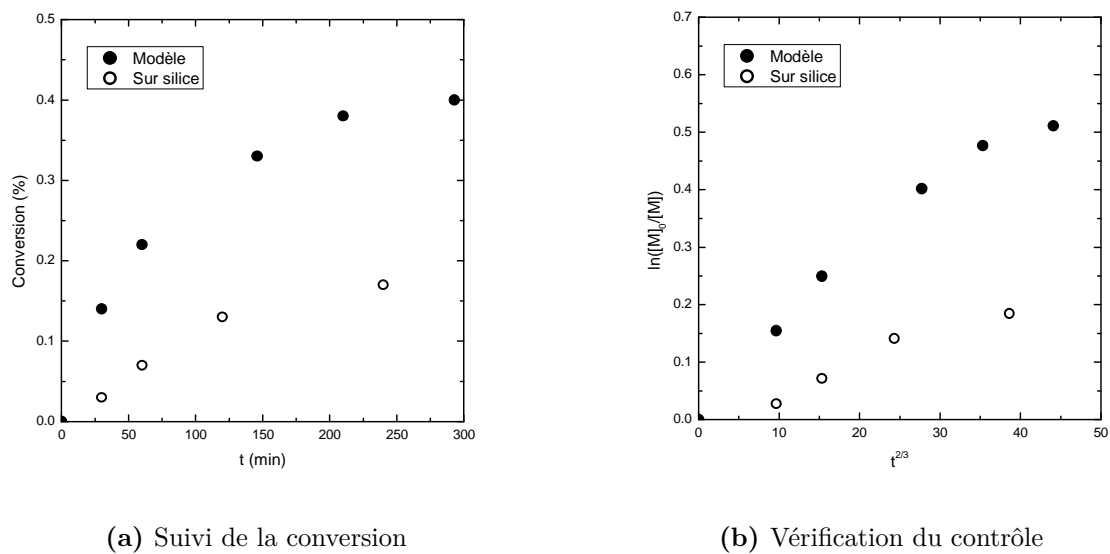 0.5
0.4
0.3
0.2
0.1
0.0
Conversion (%)
Modèle
Sur silice
0 50 100 150 200 250 300
t (min)
(a) Suivi de la conversion
0.7
0.6
0.5
0.4
0.3
0.2
0.1
0.0
ln([M]₀/[M])
Modèle
Sur silice
0 10 20 30 40 50
t^2/3
(b) Vérification du contrôle